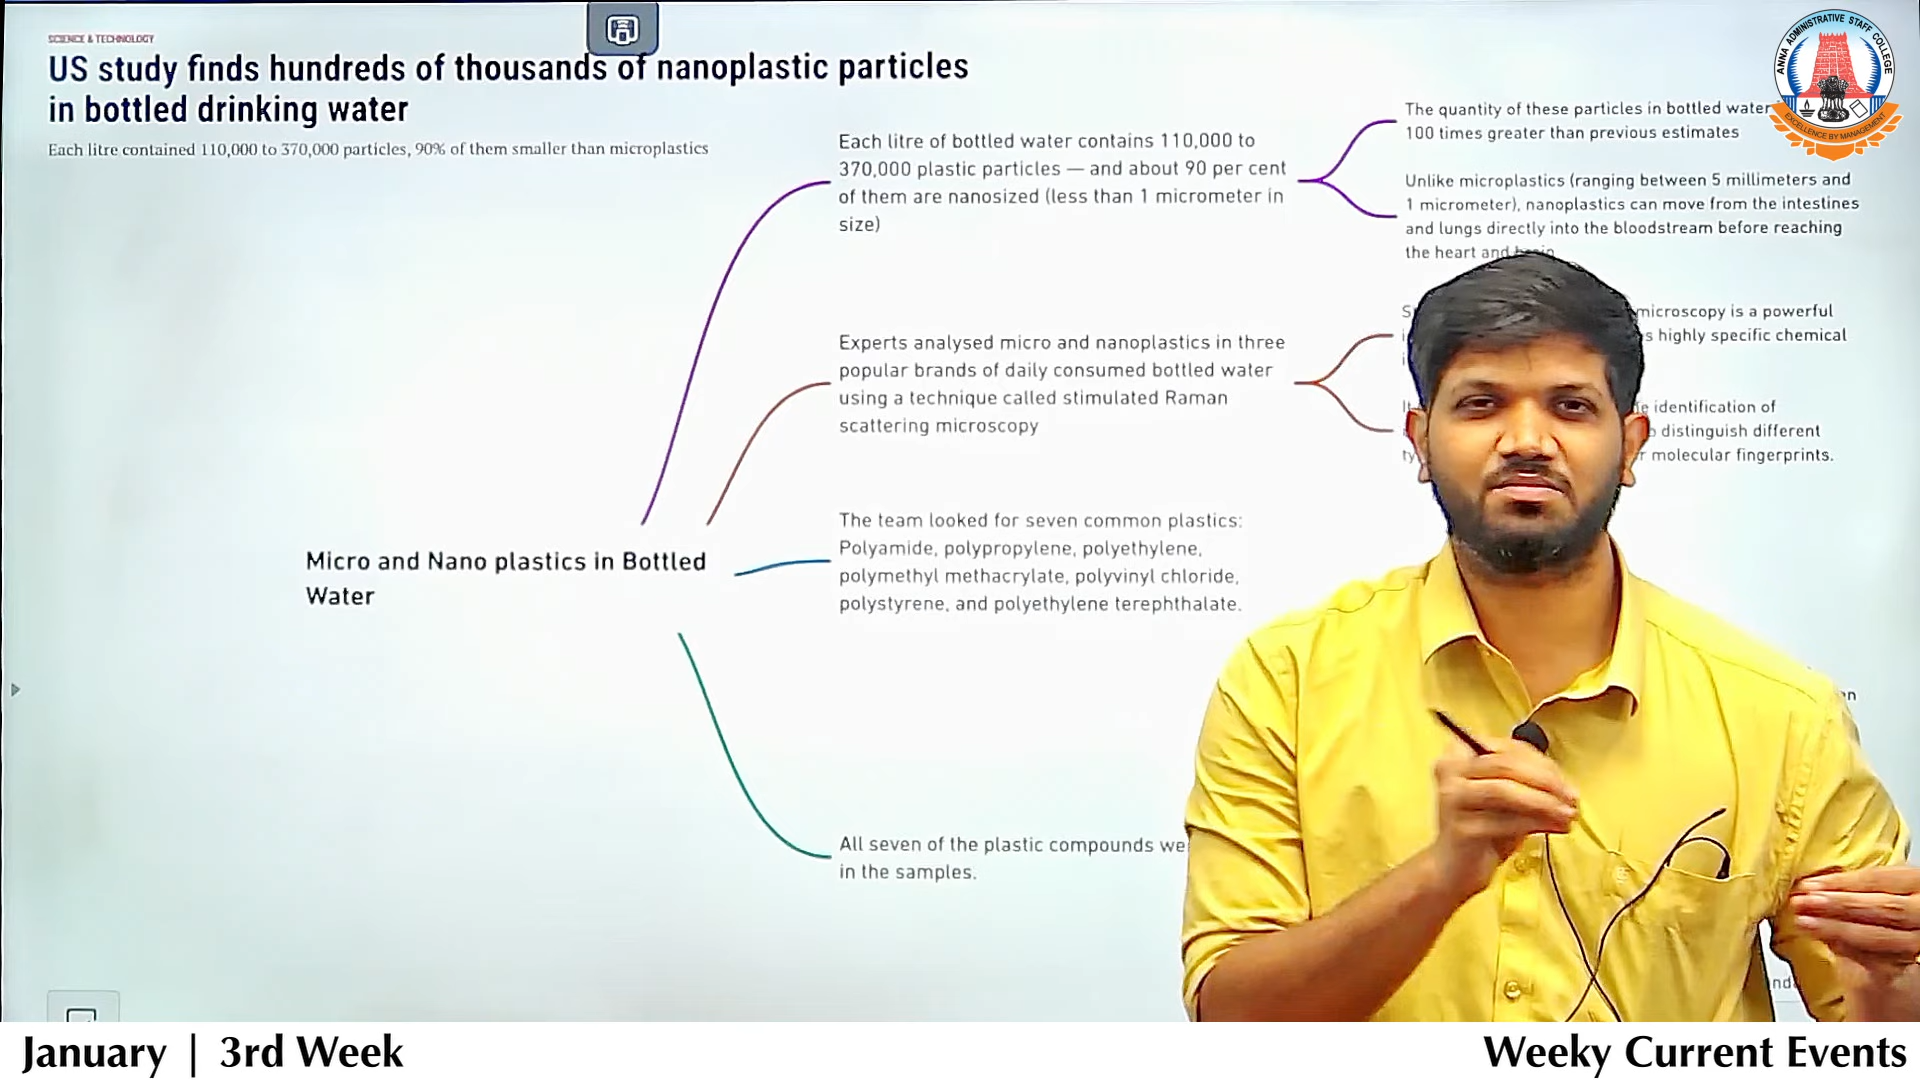 SCIENCE & TECHNOLOGY
US study finds hundreds of thousands of nanoplastic particles
in bottled drinking water
Each litre contained 110,000 to 370,000 particles, 90% of them smaller than microplastics
Micro and Nano plastics in Bottled
Water
Each litre of bottled water contains 110,000 to
370,000 plastic particles — and about 90 per cent
of them are nanosized (less than 1 micrometer in
size)
The quantity of these particles in bottled water
100 times greater than previous estimates
Unlike microplastics (ranging between 5 millimeters and
1 micrometer), nanoplastics can move from the intestines
and lungs directly into the bloodstream before reaching
the heart and
Experts analysed micro and nanoplastics in three
popular brands of daily consumed bottled water
using a technique called stimulated Raman
scattering microscopy
microscopy is a powerful
highly specific chemical
identification of
distinguish different
molecular fingerprints.
The team looked for seven common plastics:
Polyamide, polypropylene, polyethylene,
polymethyl methacrylate, polyvinyl chloride,
polystyrene, and polyethylene terephthalate.
All seven of the plastic compounds we
in the samples.
ANNA ADMINISTRATIVE STAFF COLLEGE
EXCELLENCE BY MANAGEMENT
January | 3rd Week
Weeky Current Events